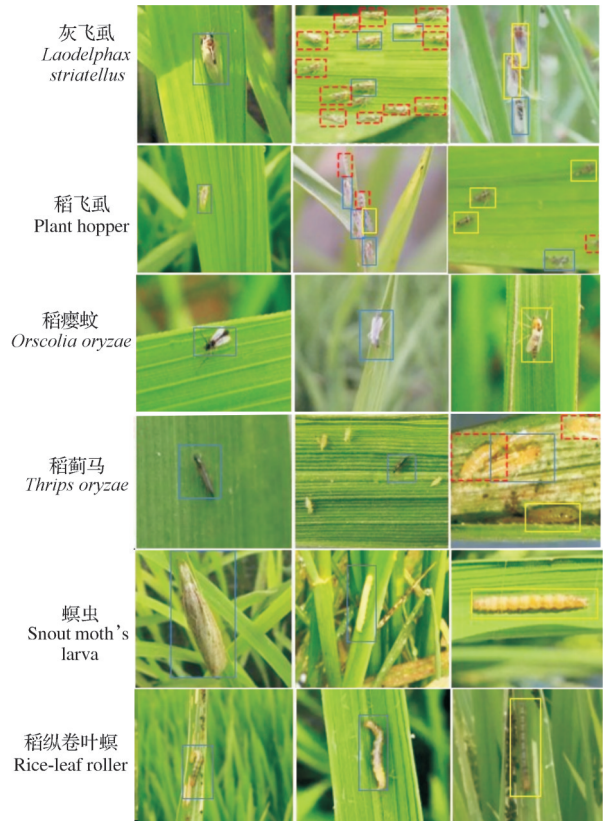 灰飞虱
Laodelphax
striatellus
稻飞虱
Plant hopper
稻瘿蚊
Orscolia oryzae
稻蓟马
Thrips oryzae
螟虫
Snout moth's
larva
稻纵卷叶螟
Rice-leaf roller